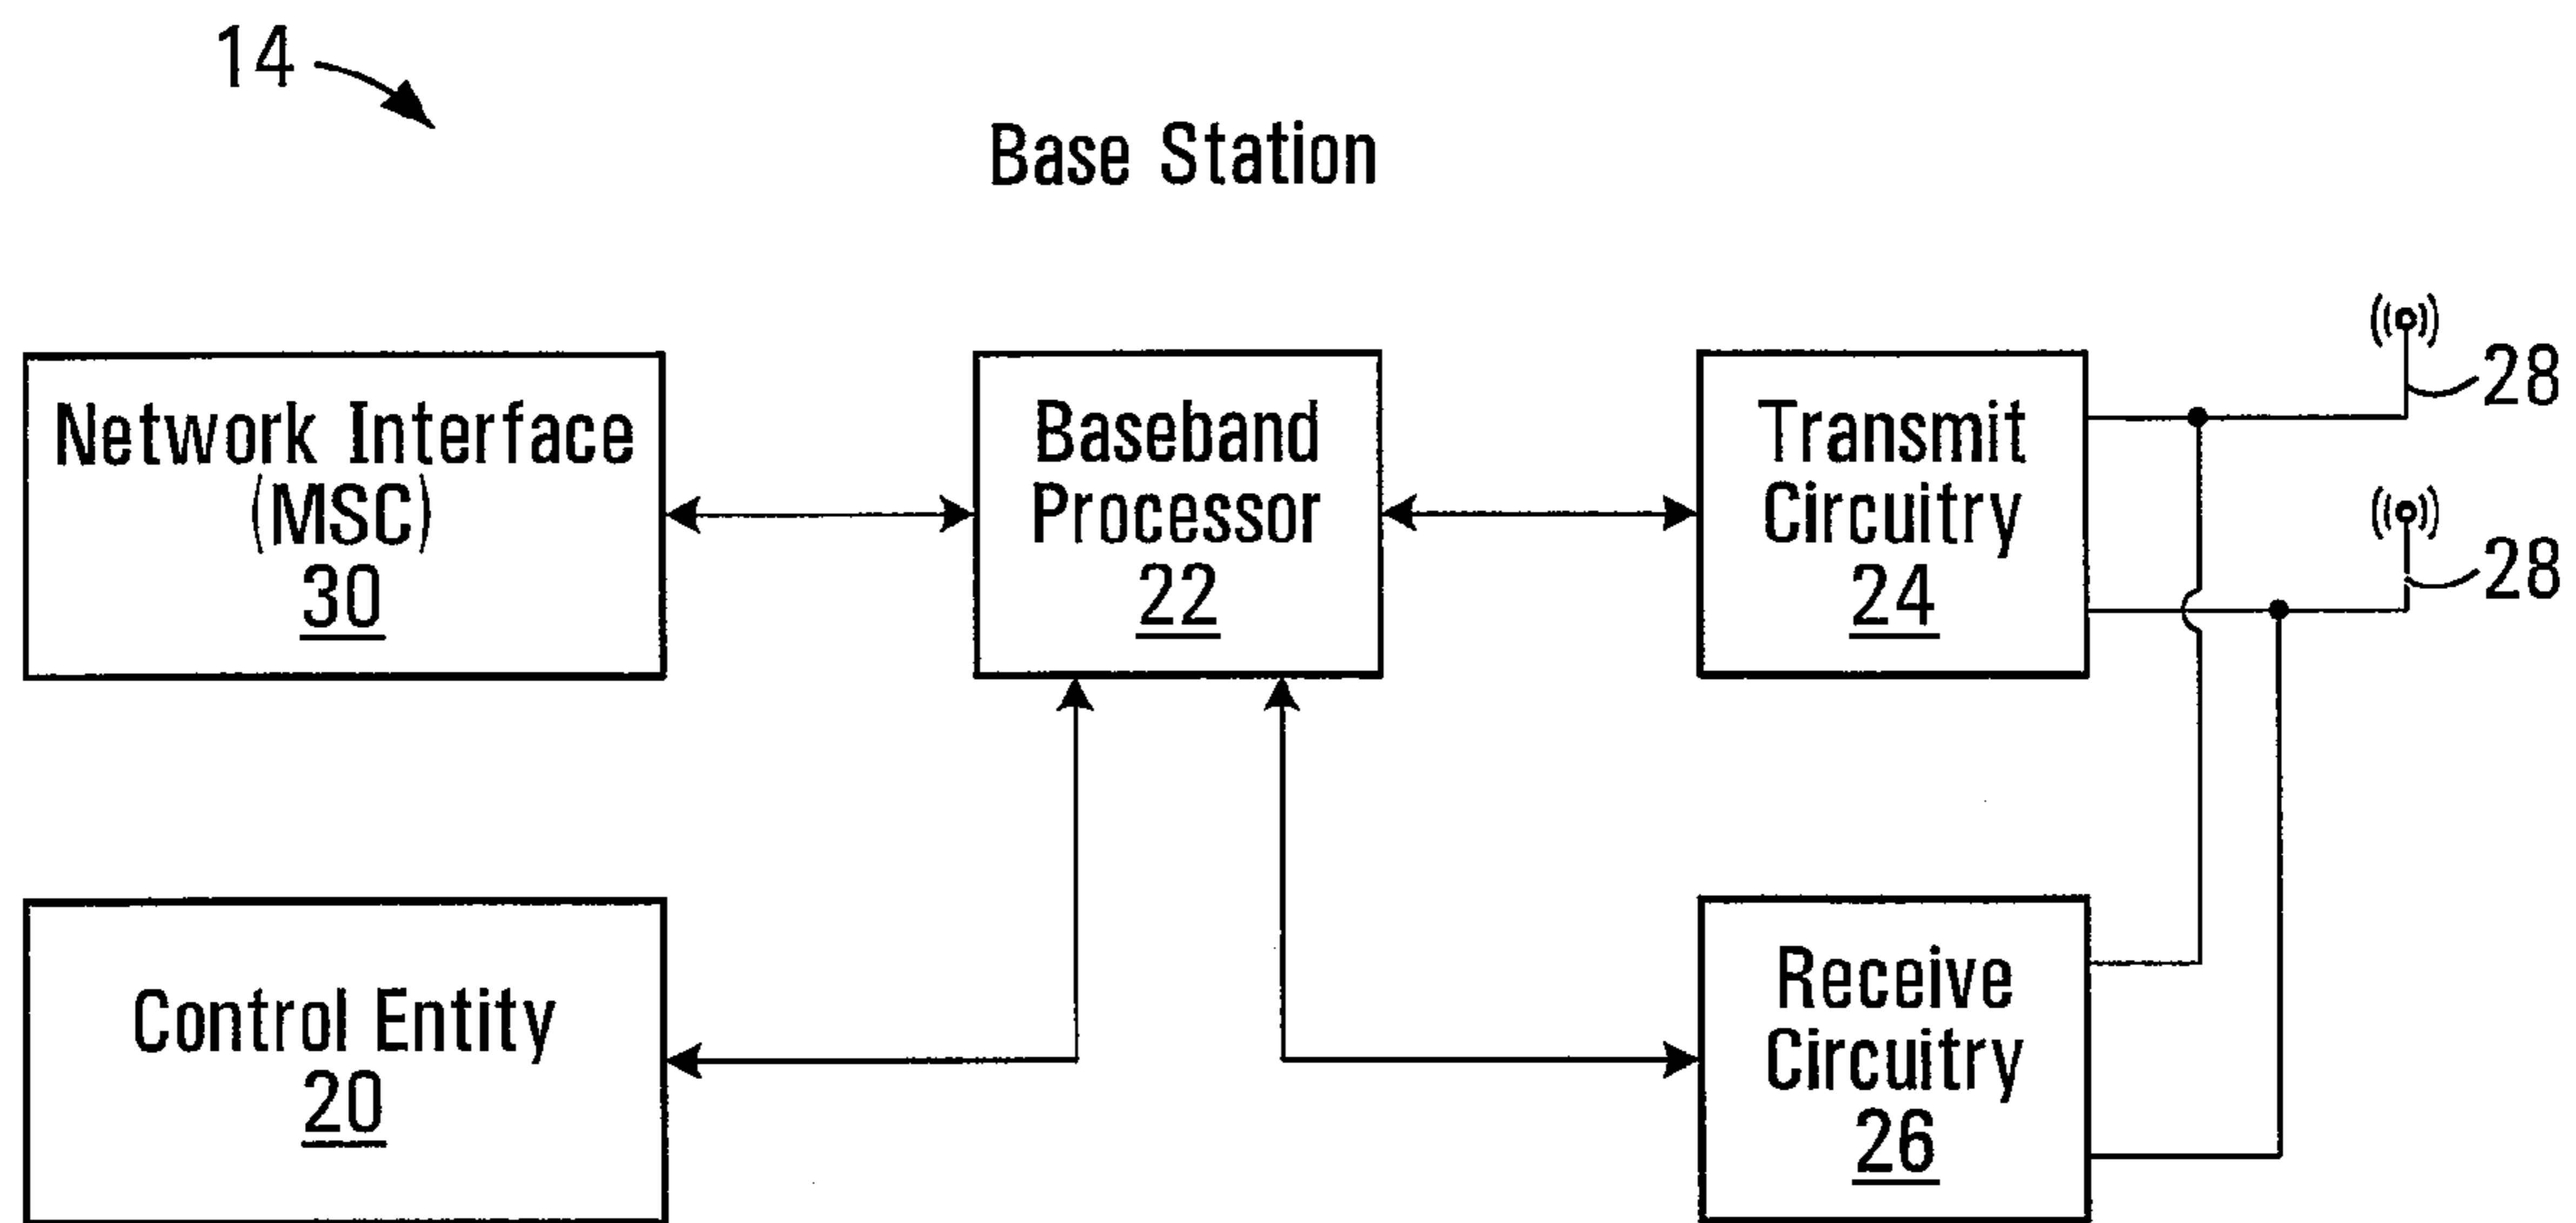 14
Base Station
Network Interface
(MSC)
30
Baseband
Processor
22
Transmit
Circuitry
24
28
28
Control Entity
20
Receive
Circuitry
26